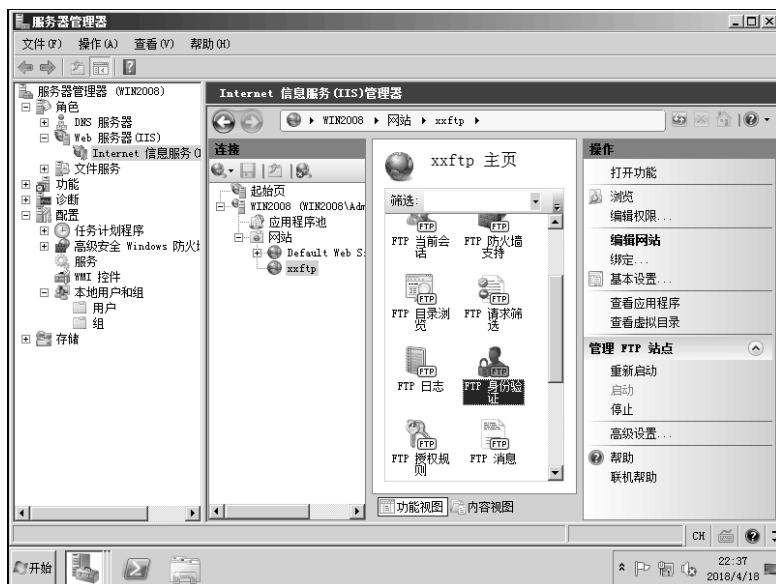 服务器管理器
文件(F) 操作(A) 查看(V) 帮助(H)
服务器管理器 (WIN2008)
角色
DNS 服务器
Web 服务器(IIS)
Internet 信息服务(I
文件服务
功能
诊断
配置
任务计划程序
高级安全 Windows 防火墙
服务
WMI 控件
本地用户和组
用户
组
存储
Internet 信息服务(IIS)管理器
WIN2008 网站 xxftp
连接
起始页
WIN2008 (WIN2008\Adm
应用程序池
网站
Default Web S
xxftp
xxftp 主页
筛选:
FTP 当前会话
FTP 防火墙支持
FTP 目录浏览
FTP 请求筛选
FTP 日志
FTP 身份验证
FTP 授权规则
FTP 消息
功能视图 内容视图
操作
打开功能
浏览
编辑权限...
编辑网站
绑定...
基本设置...
查看应用程序
查看虚拟目录
管理 FTP 站点
重新启动
启动
停止
高级设置...
帮助
联机帮助
CH
开始
22:37
2018/4/18